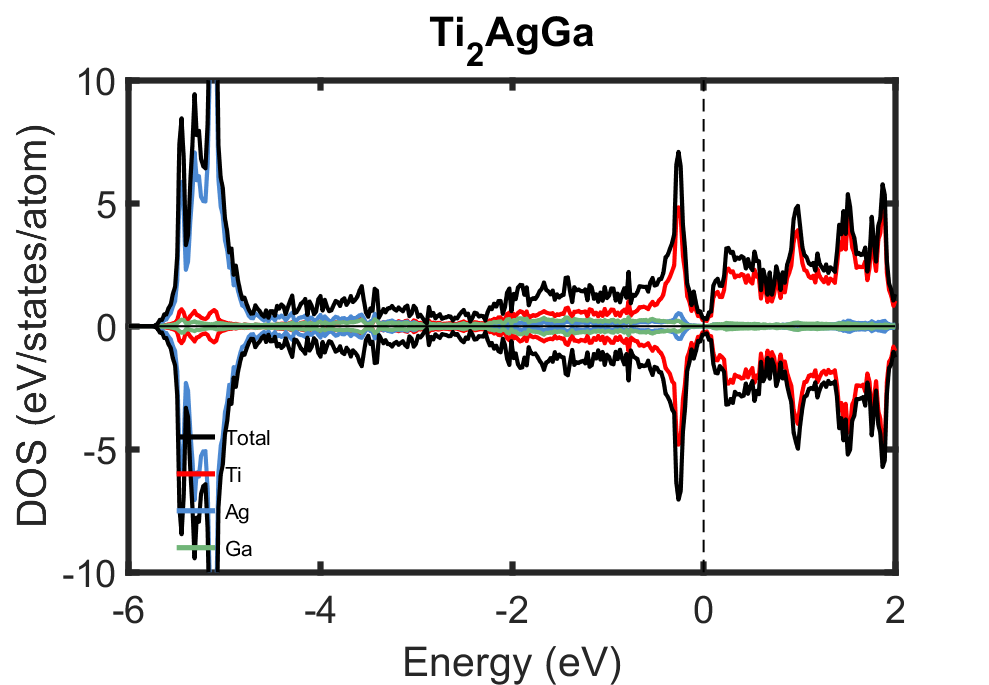 Ti2AgGa
DOS (eV/states/atom)
10
5
0
-5
-10
Total
Ti
Ag
Ga
-6 -4 -2 0 2
Energy (eV)